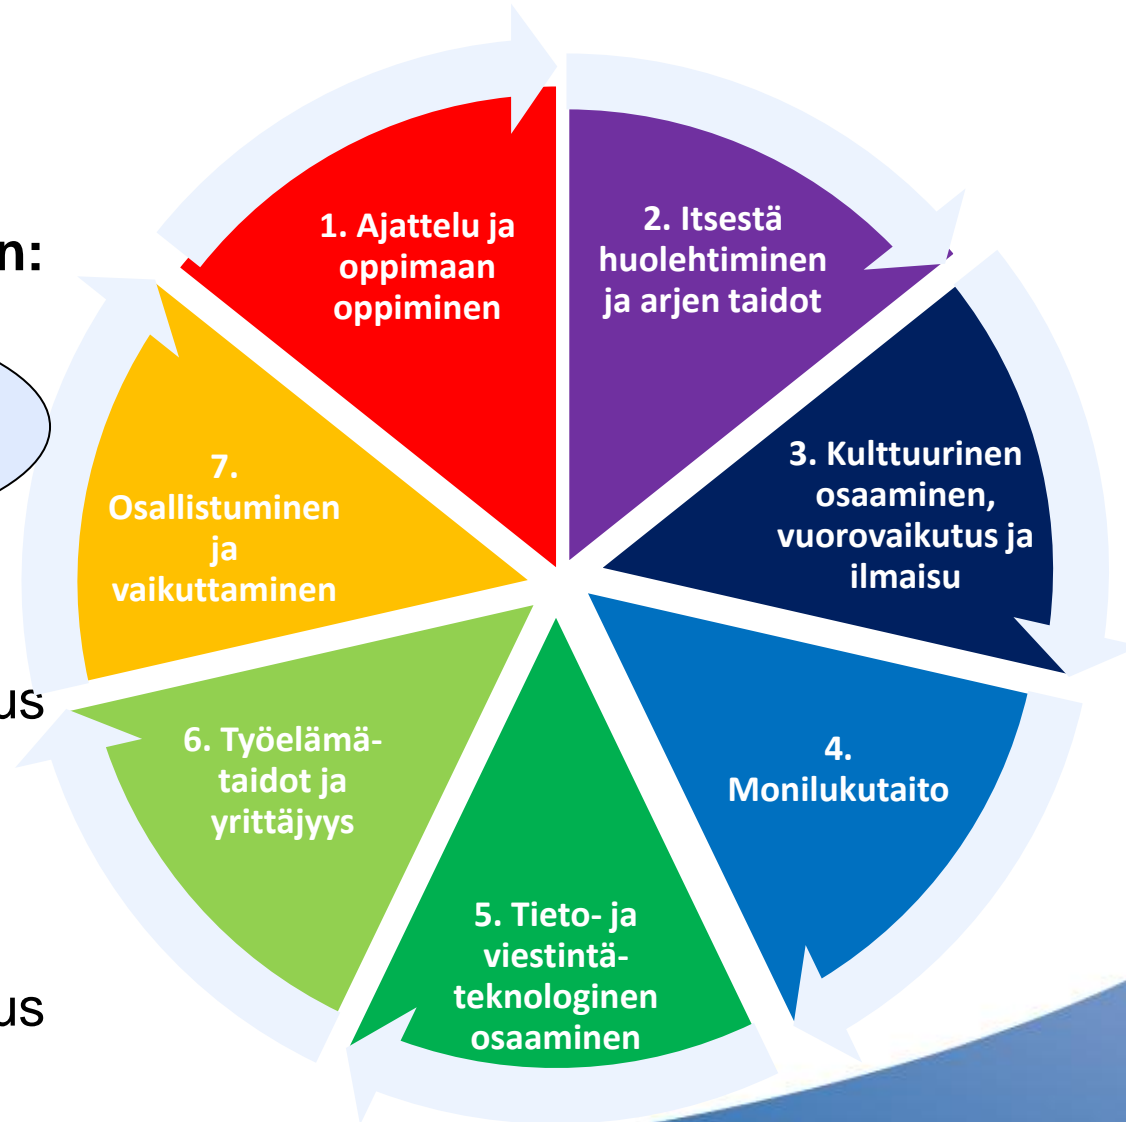 n:
us
us
1. Ajattelu ja
oppimaan
oppiminen
2. Itsestä
huolehtiminen
ja arjen taidot
3. Kulttuurinen
osaaminen,
vuorovaikutus ja
ilmaisu
4.
Monilukutaito
5. Tieto- ja
viestintä-
teknologinen
osaaminen
6. Työelämä-
taidot ja
yrittäjyys
7.
Osallistuminen
ja
vaikuttaminen